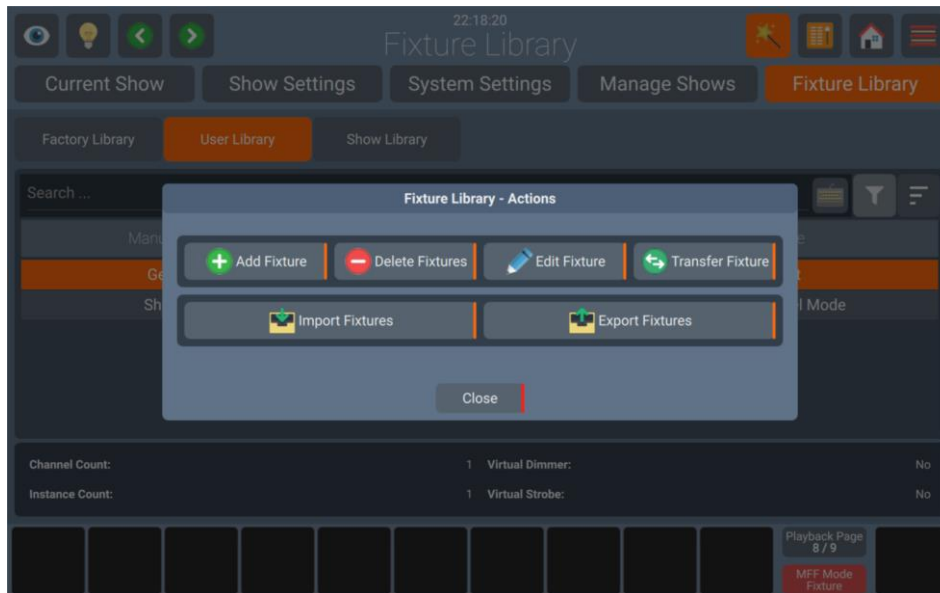 22:18:20
Fixture Library
Current Show
Show Settings
System Settings
Manage Shows
Fixture Library
Factory Library
User Library
Show Library
Search ...
Fixture Library - Actions
Add Fixture
Delete Fixtures
Edit Fixture
Transfer Fixture
l Mode
Import Fixtures
Export Fixtures
Close
Channel Count: 1 Virtual Dimmer: No
Instance Count: 1 Virtual Strobe: No
Playback Page
8 / 9
MFF Mode
Fixture